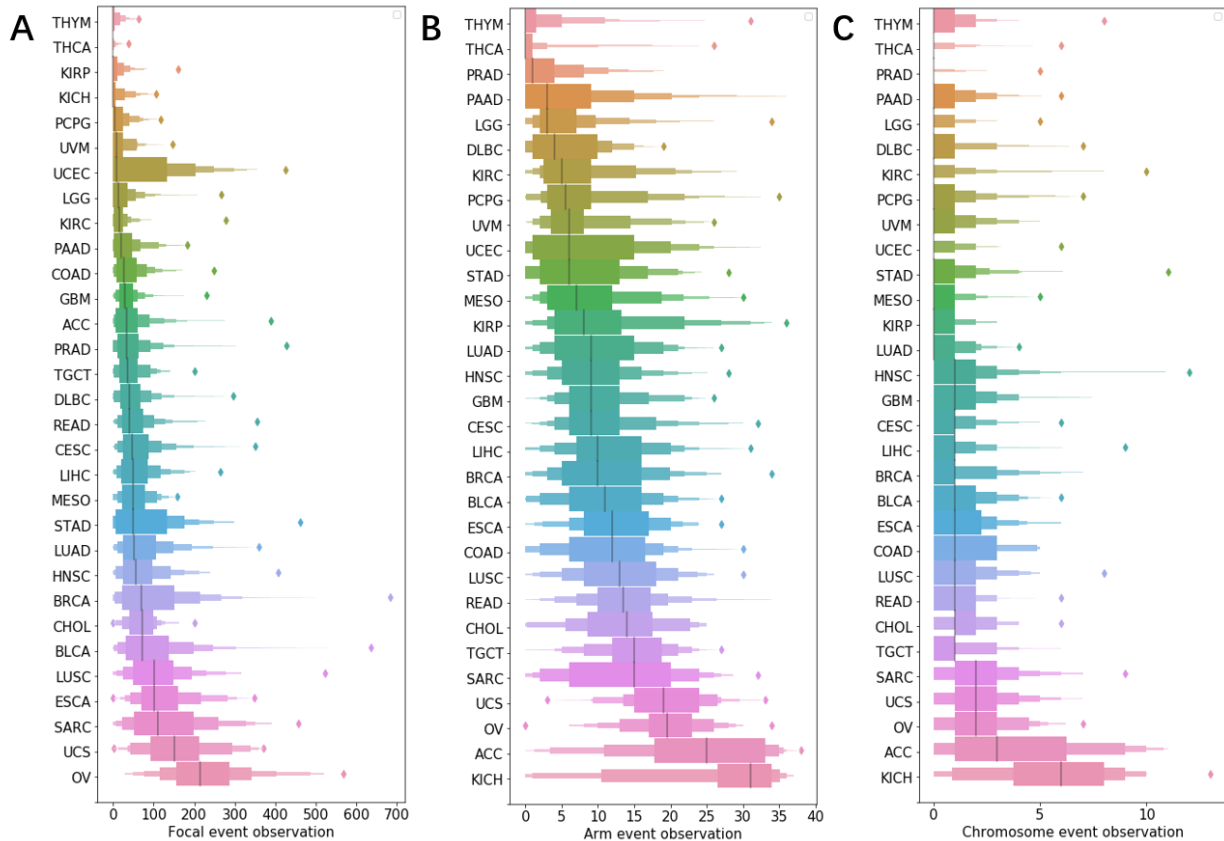 A
THYM
THCA
KIRP
KICH
PCPG
UVM
UCEC
LGG
KIRC
PAAD
COAD
GBM
ACC
PRAD
TGCT
DLBC
READ
CESC
LIHC
MESO
STAD
LUAD
HNSC
BRCA
CHOL
BLCA
LUSC
ESCA
SARC
UCS
OV
0 100 200 300 400 500 600 700
Focal event observation
B
THYM
THCA
PRAD
PAAD
LGG
DLBC
KIRC
PCPG
UVM
UCEC
STAD
MESO
KIRP
LUAD
HNSC
GBM
CESC
LIHC
BRCA
BLCA
ESCA
COAD
LUSC
READ
CHOL
TGCT
SARC
UCS
OV
ACC
KICH
0 5 10 15 20 25 30 35 40
Arm event observation
C
THYM
THCA
PRAD
PAAD
LGG
DLBC
KIRC
PCPG
UVM
UCEC
STAD
MESO
KIRP
LUAD
HNSC
GBM
CESC
LIHC
BRCA
BLCA
ESCA
COAD
LUSC
READ
CHOL
TGCT
SARC
UCS
OV
ACC
KICH
0 5 10
Chromosome event observation